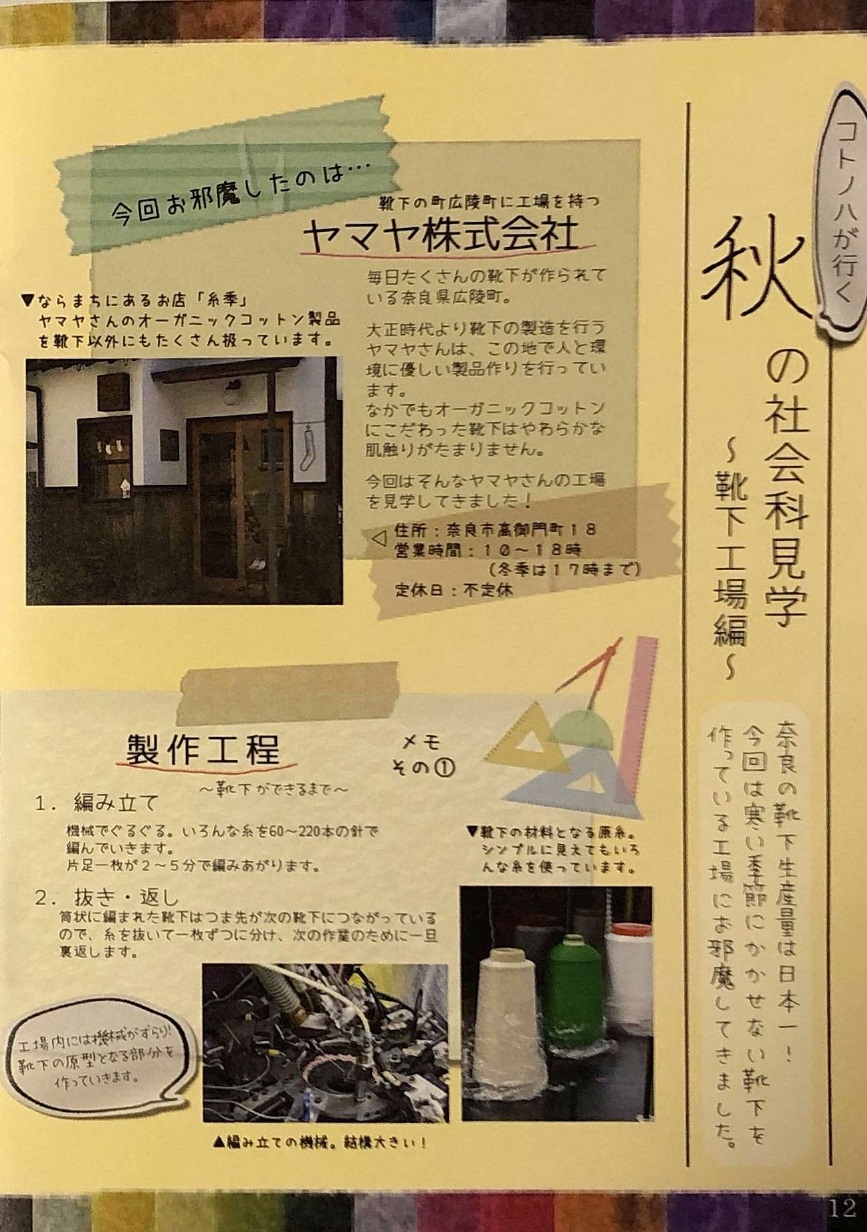 コトノハが行く
秋の社会科見学
～靴下工場編～
奈良の靴下生産量は日本一！
今回は寒い季節にかかせない靴下を
作っている工場にお邪魔してきました。
今回お邪魔したのは…
靴下の町広陵町に工場を持つ
ヤマヤ株式会社
毎日たくさんの靴下が作られて
いる奈良県広陵町。
大正時代より靴下の製造を行う
ヤマヤさんは、この地で人と環
境に優しい製品作りを行ってい
ます。
なかでもオーガニックコットン
にこだわった靴下はやわらかな
肌触りがたまりません。
今回はそんなヤマヤさんの工場
を見学してきました！
▼ならまちにあるお店「糸季」
ヤマヤさんのオーガニックコットン製品
を靴下以外にもたくさん扱っています。
◁住所：奈良市高御門町１８
営業時間：１０～１８時
（冬季は１７時まで）
定休日：不定休
製作工程
～靴下ができるまで～
メモ
その①
1. 編み立て
機械でぐるぐる。いろんな糸を60～220本の針で
編んでいきます。
片足一枚が２～５分で編みあがります。
2. 抜き・返し
筒状に編まれた靴下はつま先が次の靴下につながっている
ので、糸を抜いて一枚ずつに分け、次の作業のために一旦
裏返します。
▼靴下の材料となる原糸。
シンプルに見えてもいろ
んな糸を使っています。
工場内には機械がずらり！
靴下の原型となる部分を
作っていきます。
▲編み立ての機械。結構大きい！
12